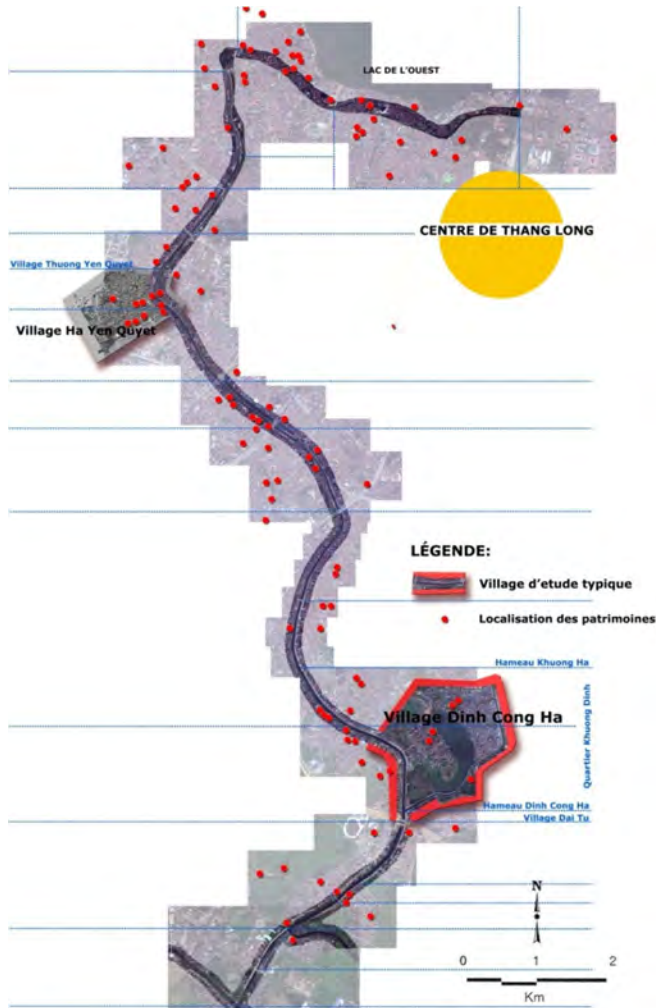 LAC DE L'OUEST
CENTRE DE THANG LONG
Village Thuong Yen Quyet
Village Ha Yen Quyet
LÉGENDE:
Village d'etude typique
Localisation des patrimoines
Hameau Khuong Ha
Village Dinh Cong Ha
Quartier Khuong Dinh
Hameau Dinh Cong Ha
Village Dai Tu
N
0 1 2
Km